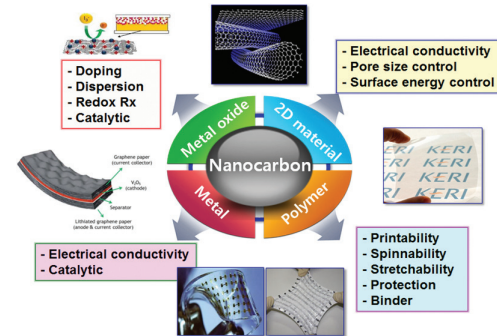 - Doping
- Dispersion
- Redox Rx
- Catalytic
- Electrical conductivity
- Pore size control
- Surface energy control
Metal oxide
2D material
Nanocarbon
Metal
Polymer
KERI KERI
KERI
KERI KERI
Graphene paper
(current collector)
V₂O₅
(cathode)
Separator
Lithiated graphene paper
(anode & current collector)
- Electrical conductivity
- Catalytic
- Printability
- Spinnability
- Stretchability
- Protection
- Binder